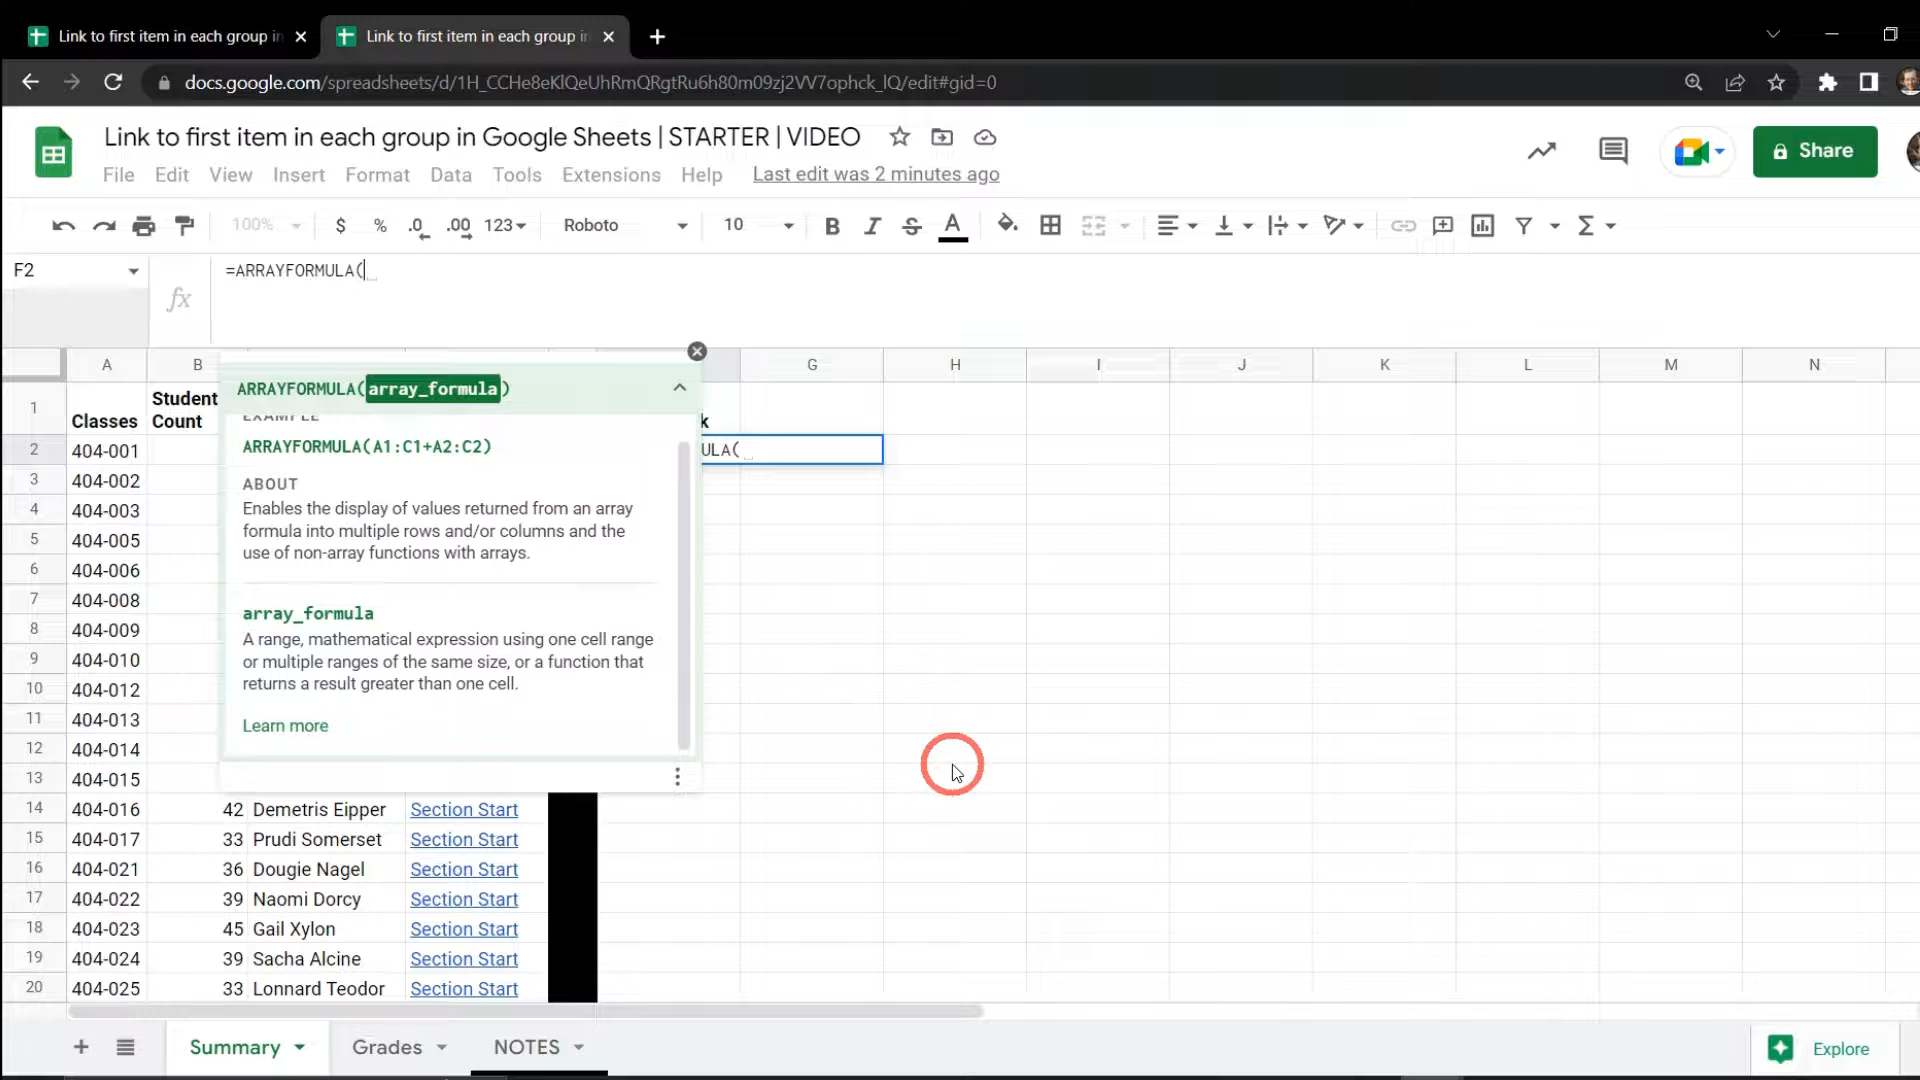 Link to first item in each group in
Link to first item in each group in
docs.google.com/spreadsheets/d/1H_CCHe8eKlQeUhRmQRgtRu6h80m09zj2VV7ophck_lQ/edit#gid=0
Link to first item in each group in Google Sheets | STARTER | VIDEO
File Edit View Insert Format Data Tools Extensions Help Last edit was 2 minutes ago
Share
100% $ % .0 .00 123 Roboto 10 B I S A
F2 fx =ARRAYFORMULA(
A B G H I J K L M N
ARRAYFORMULA(array_formula)
EXAMPLE
ARRAYFORMULA(A1:C1+A2:C2)
ABOUT
Enables the display of values returned from an array
formula into multiple rows and/or columns and the
use of non-array functions with arrays.
array_formula
A range, mathematical expression using one cell range
or multiple ranges of the same size, or a function that
returns a result greater than one cell.
Learn more
1 Classes Student Count k
2 404-001 ULA(
3 404-002
4 404-003
5 404-005
6 404-006
7 404-008
8 404-009
9 404-010
10 404-012
11 404-013
12 404-014
13 404-015
14 404-016 42 Demetris Eipper Section Start
15 404-017 33 Prudi Somerset Section Start
16 404-021 36 Dougie Nagel Section Start
17 404-022 39 Naomi Dorcy Section Start
18 404-023 45 Gail Xylon Section Start
19 404-024 39 Sacha Alcine Section Start
20 404-025 33 Lonnard Teodor Section Start
Summary Grades NOTES Explore